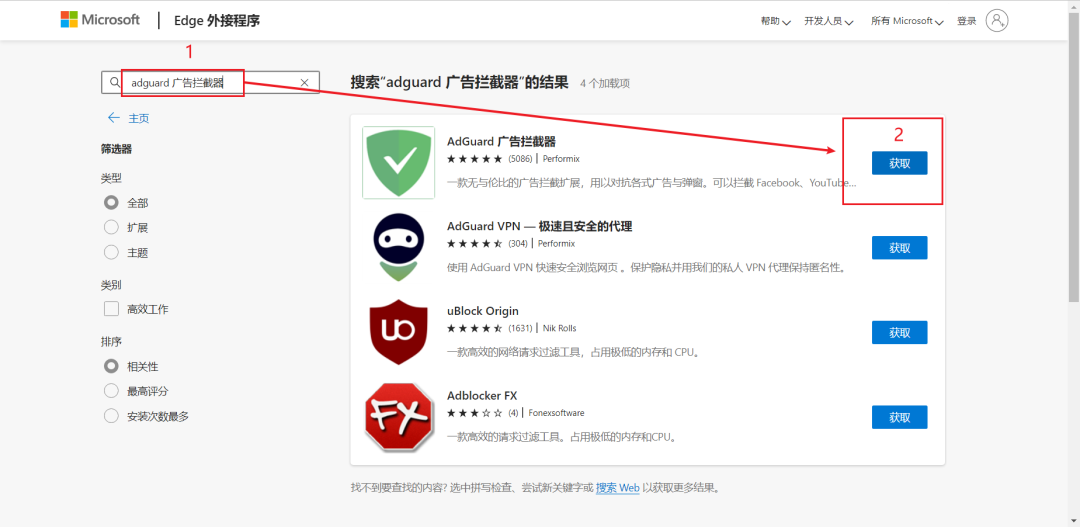 Microsoft
Edge 外接程序
帮助
开发人员
所有 Microsoft
登录
1
adguard 广告拦截器
主页
筛选器
类型
全部
扩展
主题
类别
高效工作
排序
相关性
最高评分
安装次数最多
搜索“adguard 广告拦截器”的结果 4 个加载项
AdGuard 广告拦截器
(5086) | Performix
一款无与伦比的广告拦截扩展，用以对抗各式广告与弹窗。可以拦截 Facebook、YouTube...
2
获取
AdGuard VPN — 极速且安全的代理
(304) | Performix
使用 AdGuard VPN 快速安全浏览网页 。保护隐私并用我们的私人 VPN 代理保持匿名性。
获取
UO
uBlock Origin
(1631) | Nik Rolls
一款高效的网络请求过滤工具，占用极低的内存和 CPU。
获取
FX
Adblocker FX
(4) | Fonexsoftware
一款高效的请求过滤工具。占用极低的内存和CPU。
获取
找不到要查找的内容? 选中拼写检查、尝试新关键字或 搜索 Web 以获取更多结果。